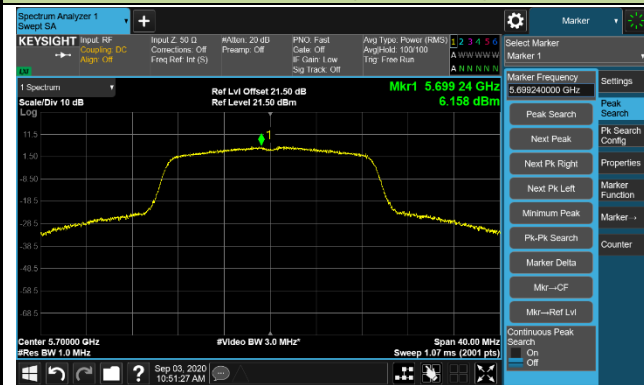 Spectrum Analyzer 1
Swept SA
+
Marker
KEYSIGHT
Input: RF
Coupling: DC
Align: Off
Input Z: 50 Ω
Corrections: Off
Freq Ref: Int (S)
#Atten: 20 dB
Preamp: Off
PNO: Fast
Gate: Off
IF Gain: Low
Sig Track: Off
Avg Type: Power (RMS)
Avg|Hold: 100/100
Trig: Free Run
1 2 3 4 5 6
A W W W W W
A N N N N N
Select Marker
Marker 1
1 Spectrum
Scale/Div 10 dB
Log
Ref Lvl Offset 21.50 dB
Ref Level 21.50 dBm
Mkr1 5.699 24 GHz
6.158 dBm
11.5
1.50
-8.50
-18.5
-28.5
-38.5
-48.5
-58.5
-68.5
1
Center 5.70000 GHz
#Res BW 1.0 MHz
#Video BW 3.0 MHz*
Span 40.00 MHz
Sweep 1.07 ms (2001 pts)
Marker Frequency
5.699240000 GHz
Peak Search
Next Peak
Next Pk Right
Next Pk Left
Minimum Peak
Pk-Pk Search
Marker Delta
Mkr→CF
Mkr→Ref Lvl
Continuous Peak
Search
On
Off
Settings
Peak
Search
Pk Search
Config
Properties
Marker
Function
Marker→
Counter
?
Sep 03, 2020
10:51:27 AM